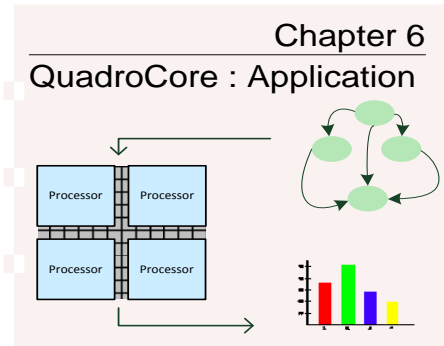 Chapter 6
QuadroCore : Application
Processor Processor
Processor Processor